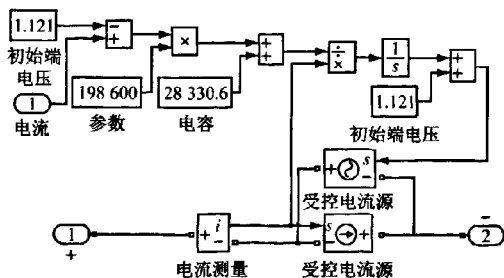 1.121
初始端
电压
1
电流
−
+
×
198 600
参数
28 330.6
电容
+
+
÷
×
1
s
1.121
初始端电压
+
+
+
s
−
受控电流源
1
+
+
i
−
电流测量
s
−
+
受控电流源
−
2